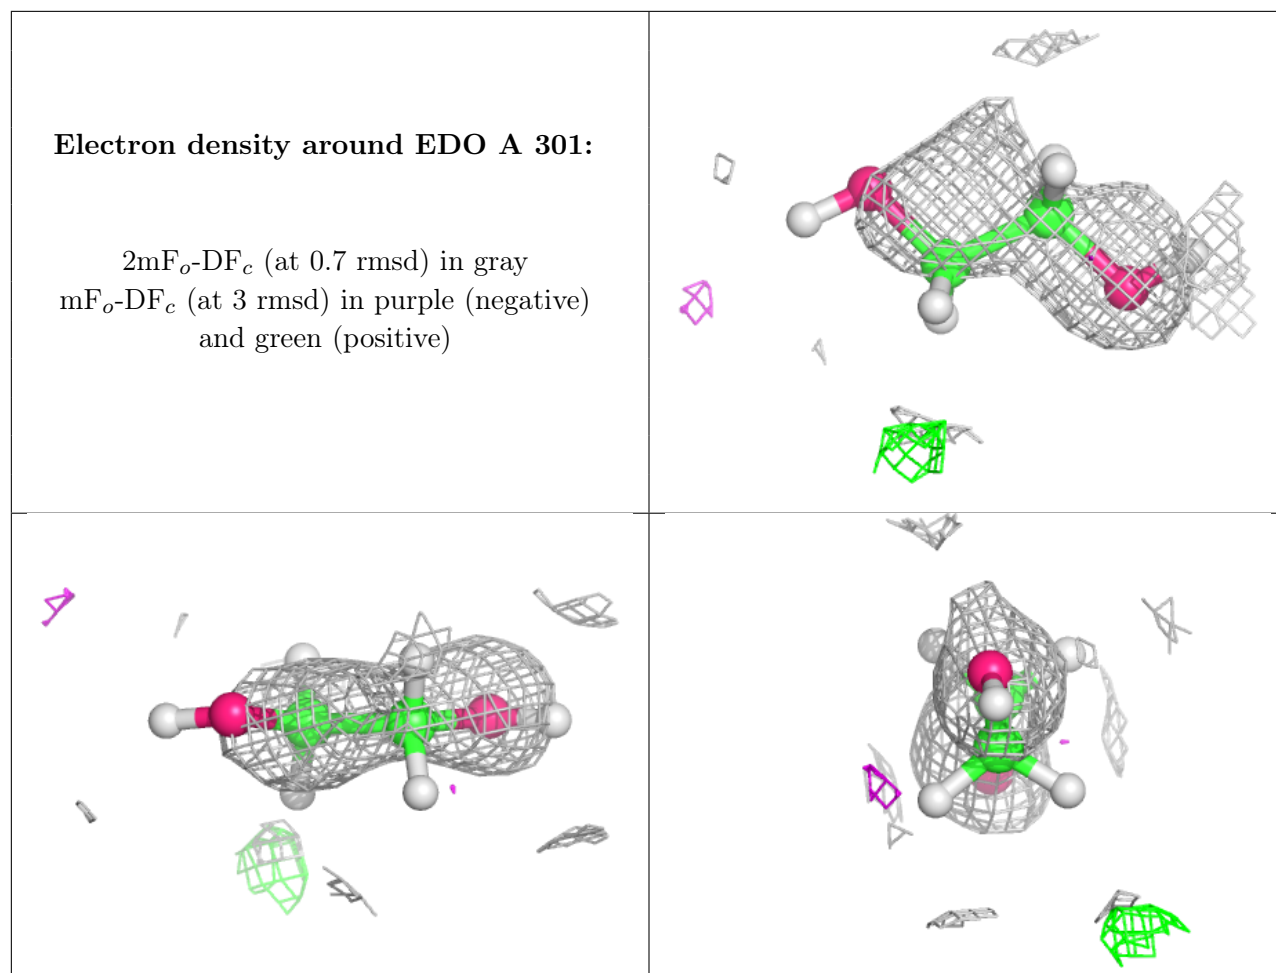 Electron density around EDO A 301:
2mFₒ-DF𝒸 (at 0.7 rmsd) in gray
mFₒ-DF𝒸 (at 3 rmsd) in purple (negative)
and green (positive)